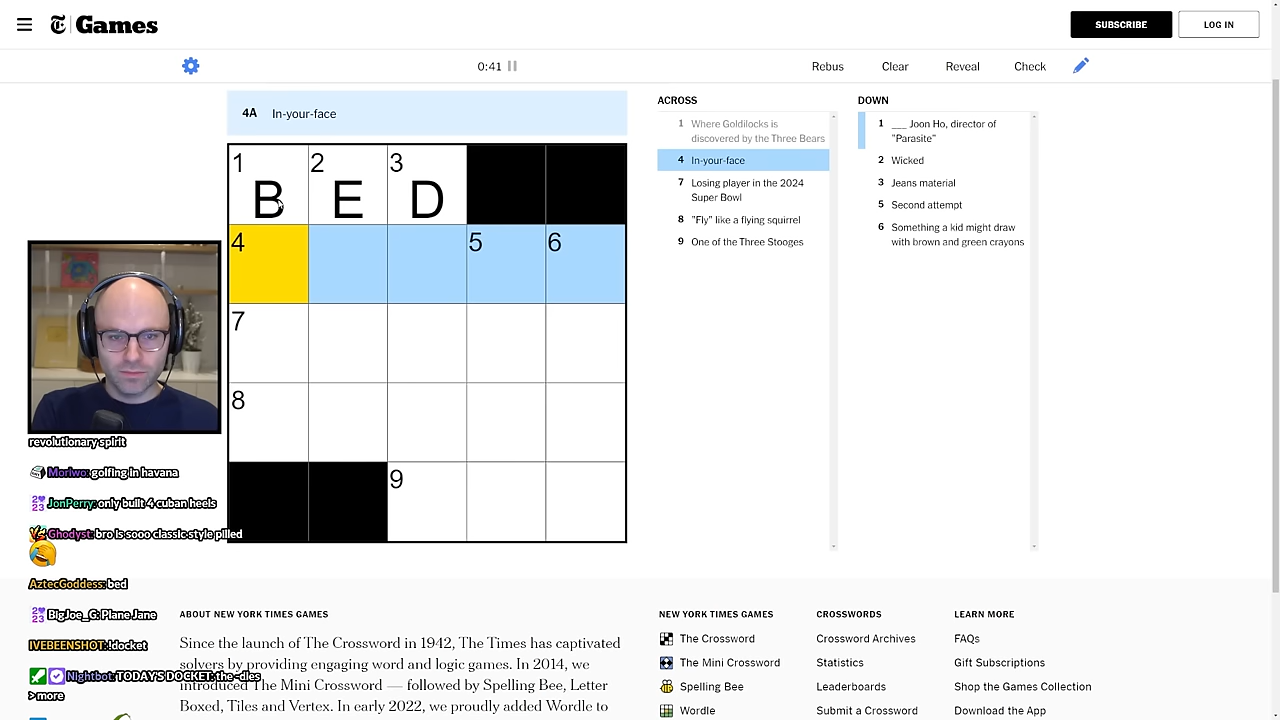 Games
SUBSCRIBE
LOG IN
0:41
Rebus
Clear
Reveal
Check
4A In-your-face
1
2
3
B
E
D
4
5
6
7
8
9
ACROSS
1 Where Goldilocks is
discovered by the Three Bears
4 In-your-face
7 Losing player in the 2024
Super Bowl
8 "Fly" like a flying squirrel
9 One of the Three Stooges
DOWN
1 ___ Joon Ho, director of
"Parasite"
2 Wicked
3 Jeans material
5 Second attempt
6 Something a kid might draw
with brown and green crayons
revolutionary spirit
Moriwo: golfing in havana
JonPerry: only built 4 cuban heels
Ghodyst: bro is sooo classic style pilled
AztecGoddess: bed
BigJoe_G: Plane Jane
IVEBEENSHOT: !docket
Nightbot: TODAY'S DOCKET: the -dles
> more
ABOUT NEW YORK TIMES GAMES
Since the launch of The Crossword in 1942, The Times has captivated
solvers by providing engaging word and logic games. In 2014, we
introduced The Mini Crossword — followed by Spelling Bee, Letter
Boxed, Tiles and Vertex. In early 2022, we proudly added Wordle to
NEW YORK TIMES GAMES
The Crossword
The Mini Crossword
Spelling Bee
Wordle
CROSSWORDS
Crossword Archives
Statistics
Leaderboards
Submit a Crossword
LEARN MORE
FAQs
Gift Subscriptions
Shop the Games Collection
Download the App